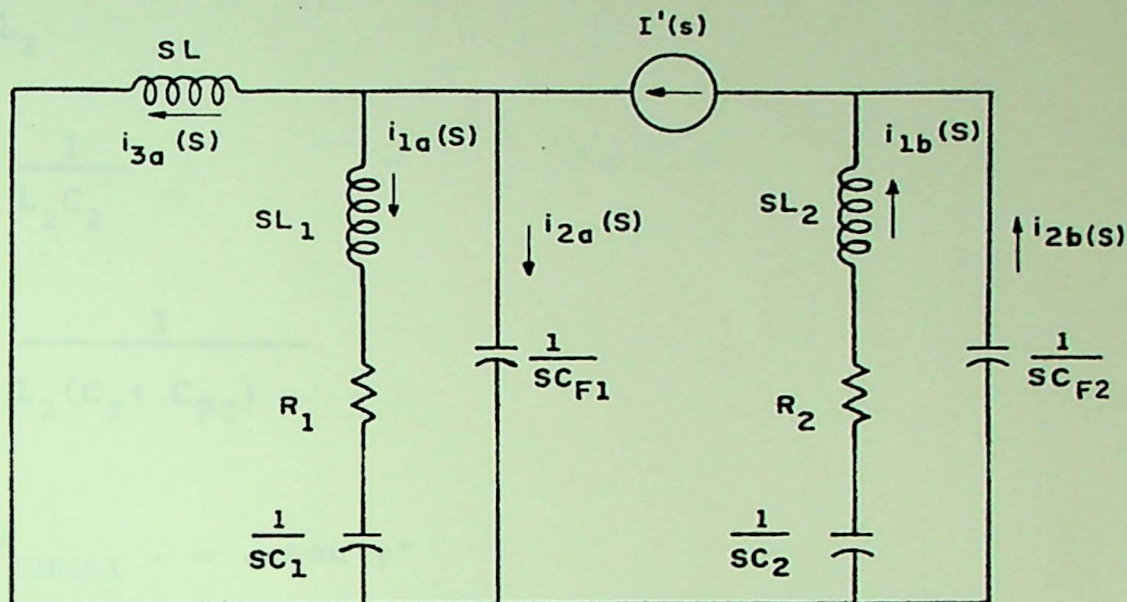 I'(s)
SL
i3a(S)
i1a(S)
i1b(S)
SL1
i2a(S)
SL2
i2b(S)
1/SCF1
1/SCF2
R1
R2
1/SC1
1/SC2